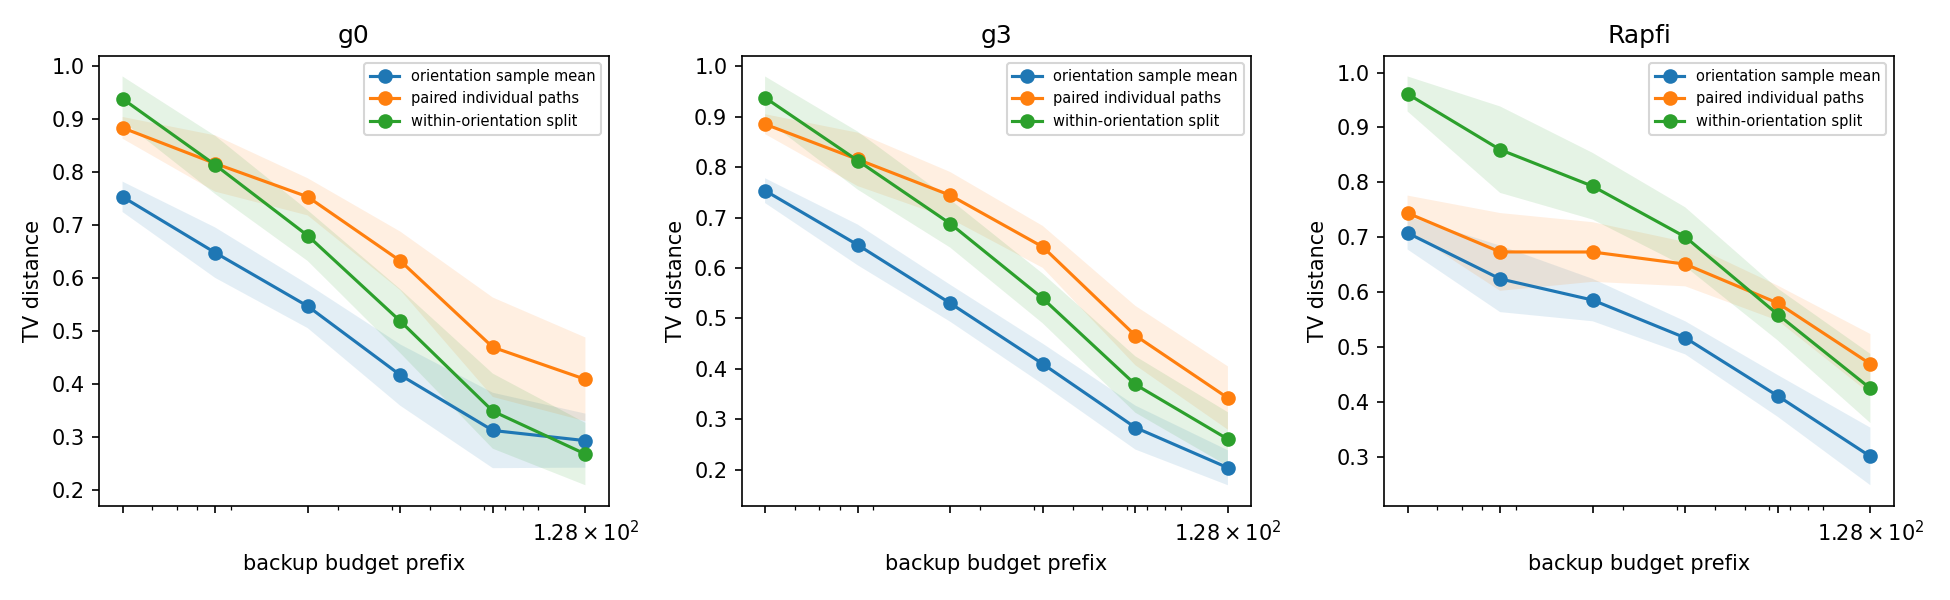 g0
1.0
0.9
0.8
0.7
0.6
0.5
0.4
0.3
0.2
TV distance
orientation sample mean
paired individual paths
within-orientation split
1.28 × 10²
backup budget prefix
g3
1.0
0.9
0.8
0.7
0.6
0.5
0.4
0.3
0.2
TV distance
orientation sample mean
paired individual paths
within-orientation split
1.28 × 10²
backup budget prefix
Rapfi
1.0
0.9
0.8
0.7
0.6
0.5
0.4
0.3
TV distance
orientation sample mean
paired individual paths
within-orientation split
1.28 × 10²
backup budget prefix